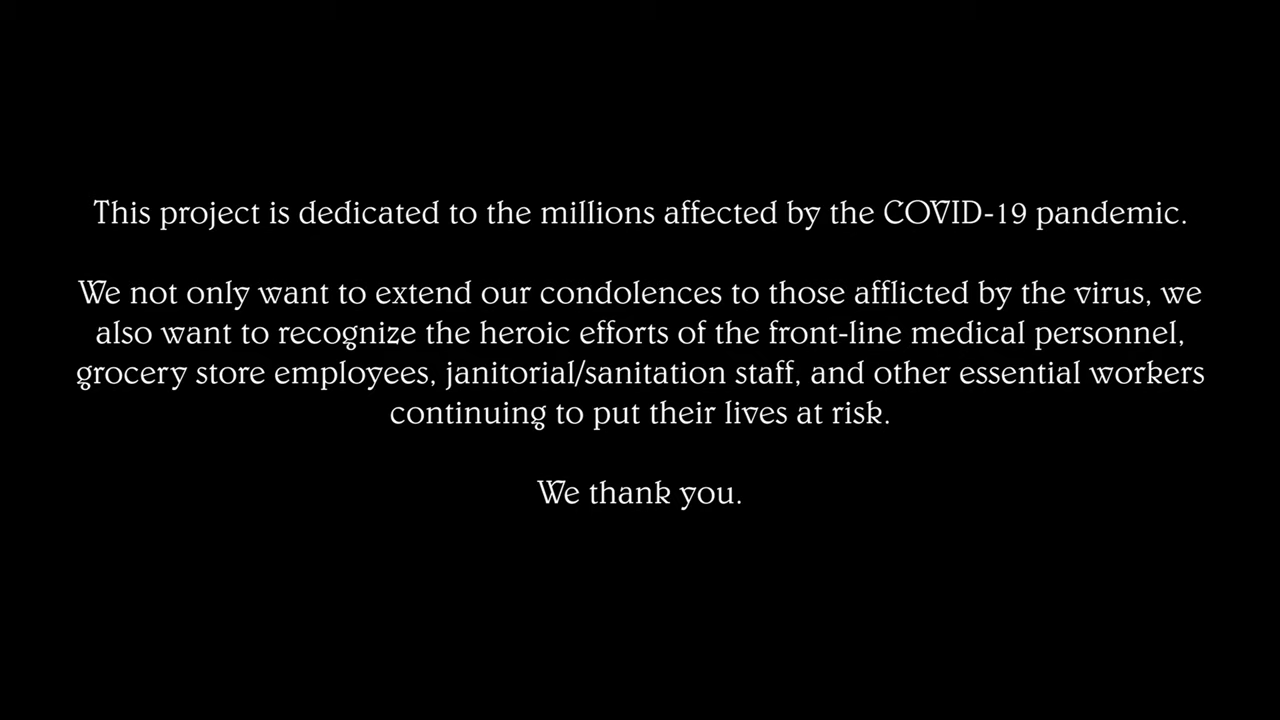 This project is dedicated to the millions affected by the COVID-19 pandemic.
We not only want to extend our condolences to those afflicted by the virus, we
also want to recognize the heroic efforts of the front-line medical personnel,
grocery store employees, janitorial/sanitation staff, and other essential workers
continuing to put their lives at risk.
We thank you.